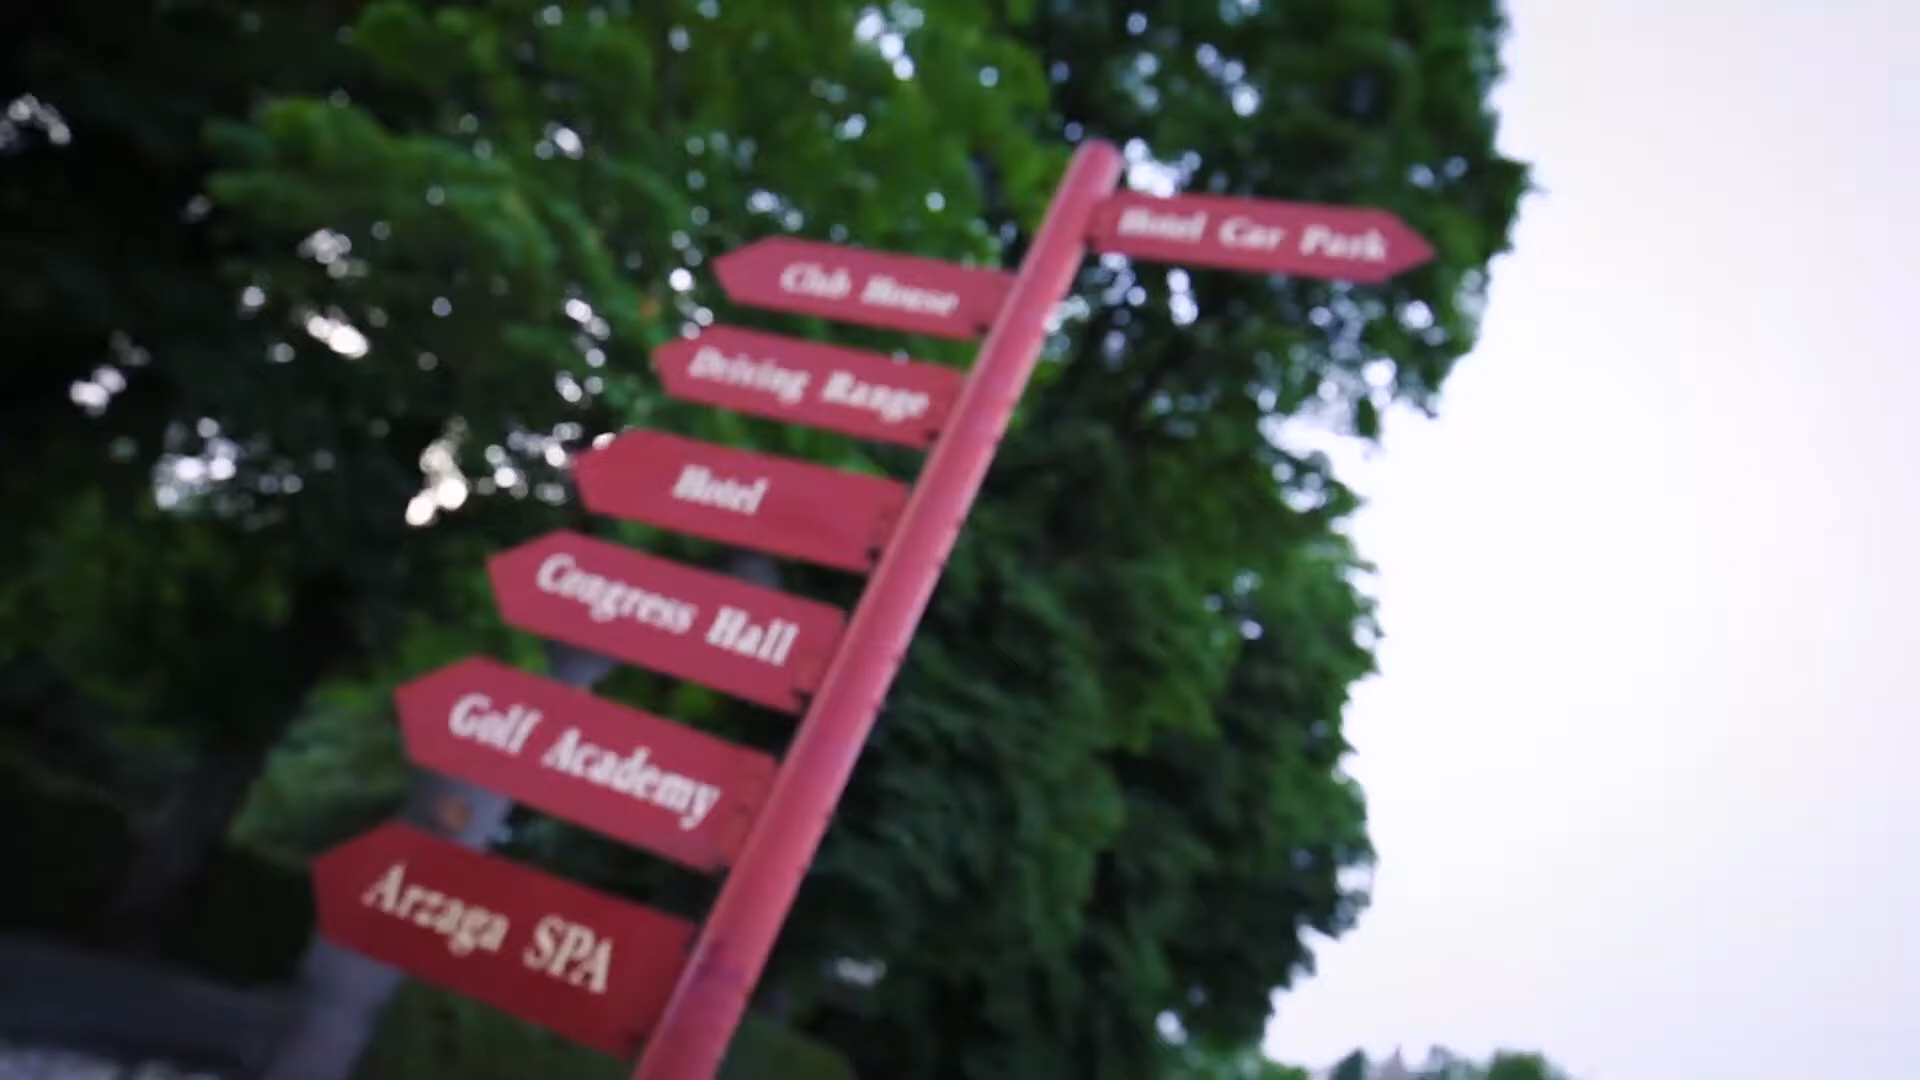 Hotel Car Park
Club House
Driving Range
Hotel
Congress Hall
Golf Academy
Arzaga SPA